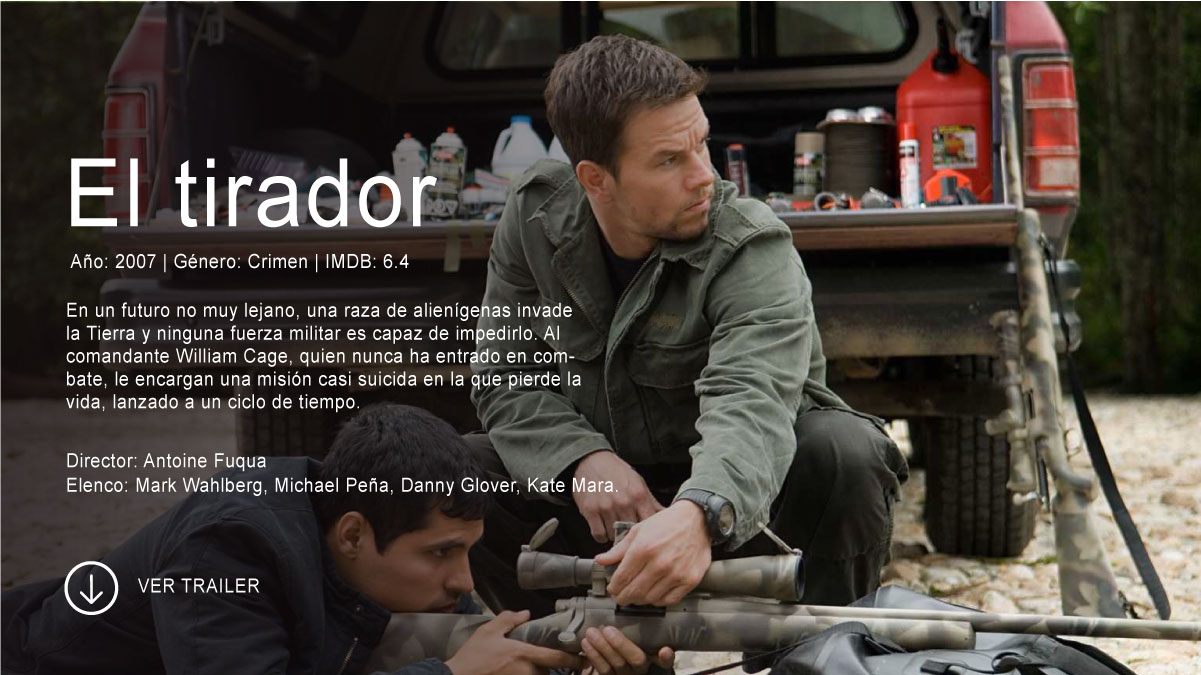 El tirador
Año: 2007 | Género: Crimen | IMDB: 6.4
En un futuro no muy lejano, una raza de alienígenas invade
la Tierra y ninguna fuerza militar es capaz de impedirlo. Al
comandante William Cage, quien nunca ha entrado en com-
bate, le encargan una misión casi suicida en la que pierde la
vida, lanzado a un ciclo de tiempo.
Director: Antoine Fuqua
Elenco: Mark Wahlberg, Michael Peña, Danny Glover, Kate Mara.
VER TRAILER